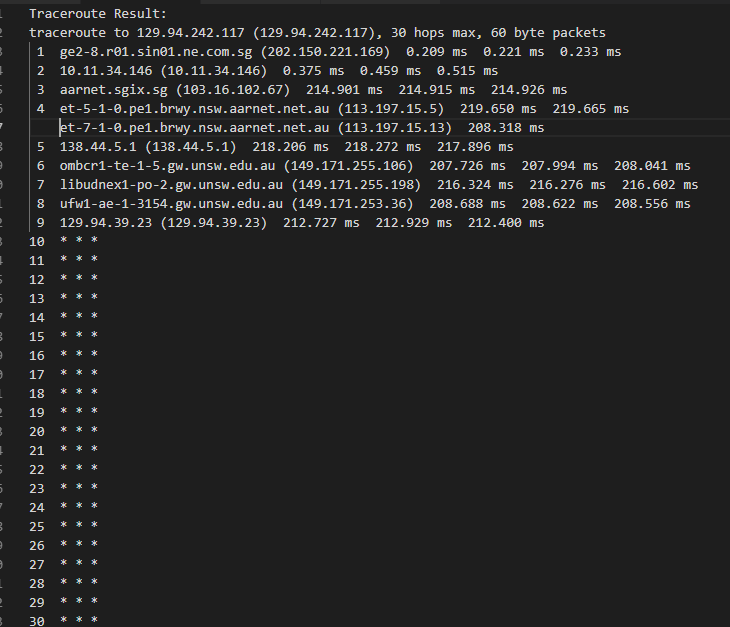 Traceroute Result:
traceroute to 129.94.242.117 (129.94.242.117), 30 hops max, 60 byte packets
1 ge2-8.r01.sin01.ne.com.sg (202.150.221.169) 0.209 ms 0.221 ms 0.233 ms
2 10.11.34.146 (10.11.34.146) 0.375 ms 0.459 ms 0.515 ms
3 aarnet.sgix.sg (103.16.102.67) 214.901 ms 214.915 ms 214.926 ms
4 et-5-1-0.pe1.brwy.nsw.aarnet.net.au (113.197.15.5) 219.650 ms 219.665 ms
et-7-1-0.pe1.brwy.nsw.aarnet.net.au (113.197.15.13) 208.318 ms
5 138.44.5.1 (138.44.5.1) 218.206 ms 218.272 ms 217.896 ms
6 ombcr1-te-1-5.gw.unsw.edu.au (149.171.255.106) 207.726 ms 207.994 ms 208.041 ms
7 libudnex1-po-2.gw.unsw.edu.au (149.171.255.198) 216.324 ms 216.276 ms 216.602 ms
8 ufw1-ae-1-3154.gw.unsw.edu.au (149.171.253.36) 208.688 ms 208.622 ms 208.556 ms
9 129.94.39.23 (129.94.39.23) 212.727 ms 212.929 ms 212.400 ms
10 * * *
11 * * *
12 * * *
13 * * *
14 * * *
15 * * *
16 * * *
17 * * *
18 * * *
19 * * *
20 * * *
21 * * *
22 * * *
23 * * *
24 * * *
25 * * *
26 * * *
27 * * *
28 * * *
29 * * *
30 * * *